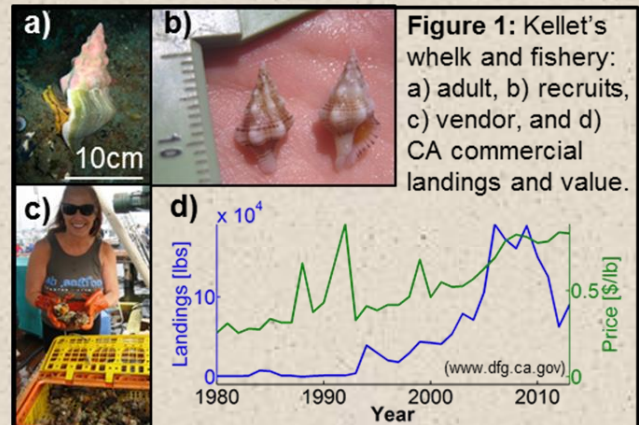 a)
10cm
b)
10
Figure 1: Kellet's
whelk and fishery:
a) adult, b) recruits,
c) vendor, and d)
CA commercial
landings and value.
c)
d)
x 10⁴
Landings [lbs]
10
0
0.5
0
Price [$/lb]
(www.dfg.ca.gov)
1980 1990 2000 2010
Year